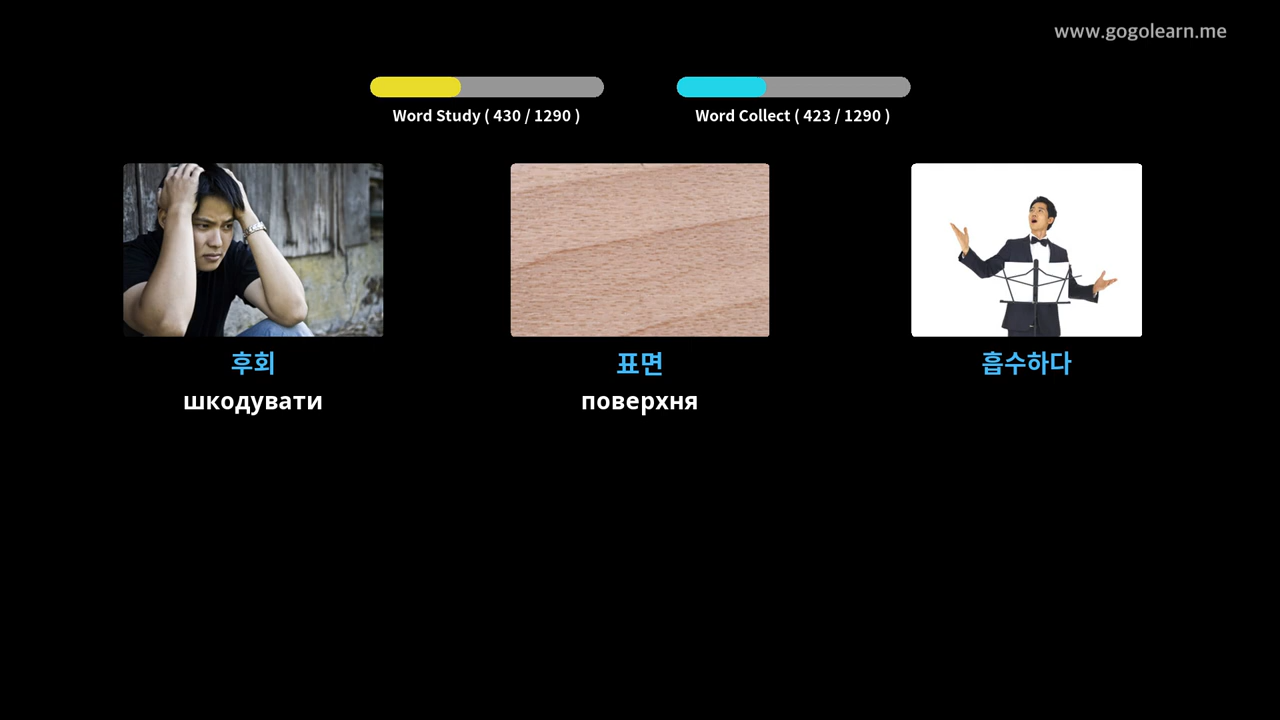 www.gogolearn.me
Word Study ( 430 / 1290 )
Word Collect ( 423 / 1290 )
후회
표면
흡수하다
шкодувати
поверхня